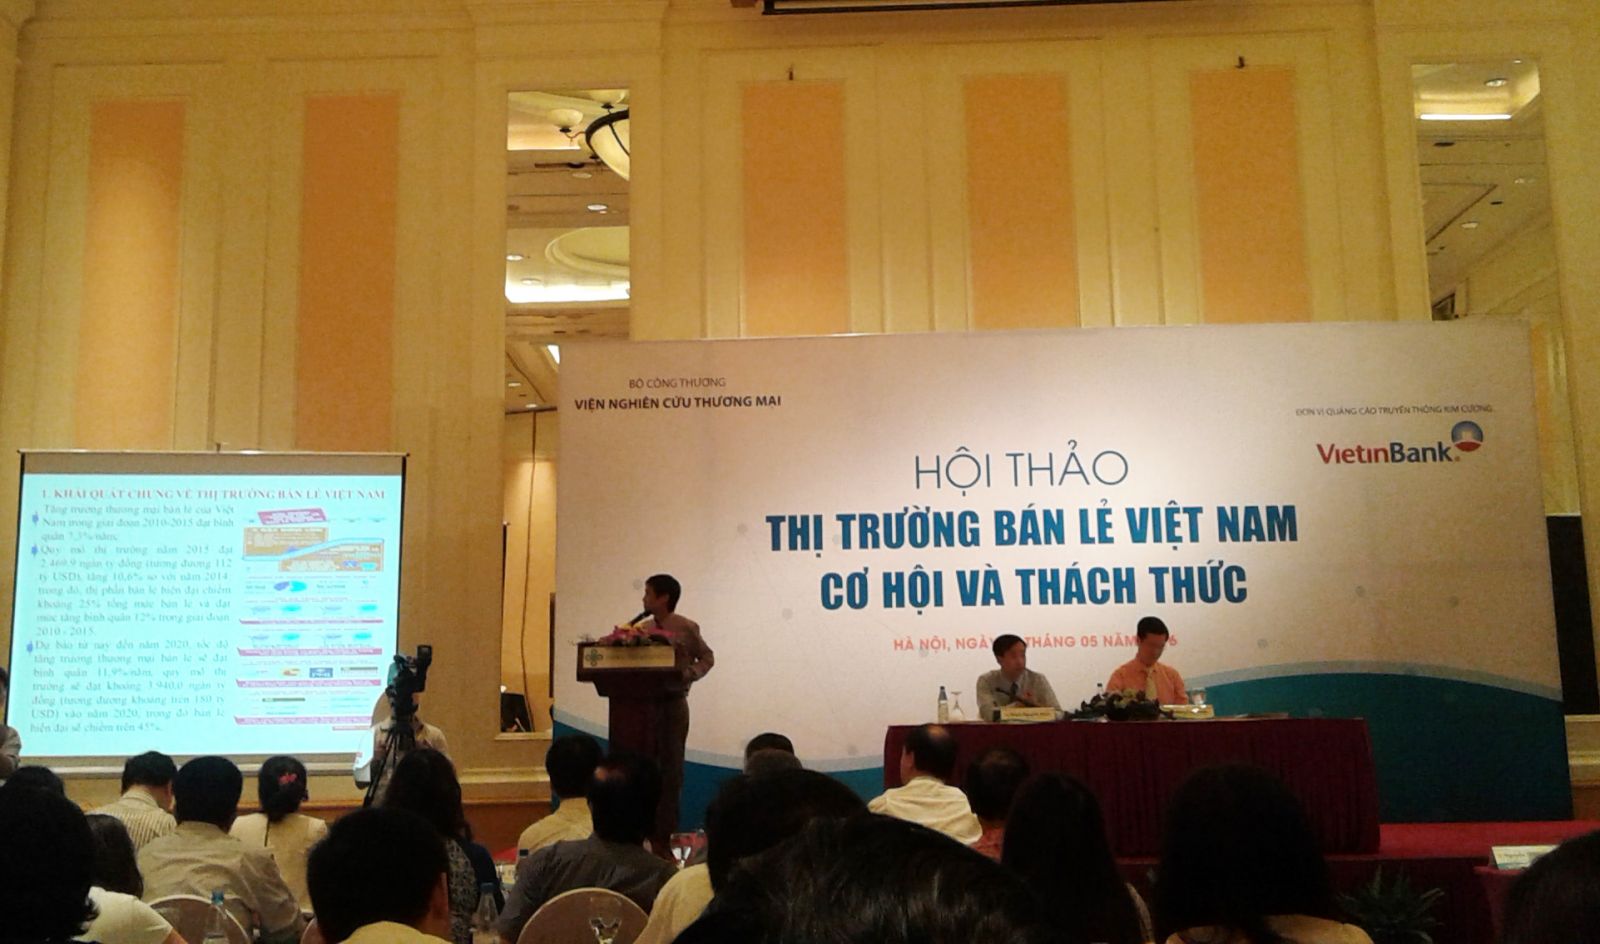 BỘ CÔNG THƯƠNG
VIỆN NGHIÊN CỨU THƯƠNG MẠI
ĐƠN VỊ QUẢNG CÁO TRUYỀN THÔNG KIM CƯƠNG
VietinBank
HỘI THẢO
THỊ TRƯỜNG BÁN LẺ VIỆT NAM
CƠ HỘI VÀ THÁCH THỨC
HÀ NỘI, NGÀY THÁNG 05 NĂM
1. KHÁI QUÁT CHUNG VỀ THỊ TRƯỜNG BÁN LẺ VIỆT NAM
Tăng trưởng thương mại bán lẻ của Việt
Nam trong giai đoạn 2010-2015 đạt bình
quân 7,3%/năm;
Quy mô thị trường năm 2015 đạt
2.469,9 ngàn tỷ đồng (tương đương 112
tỷ USD), tăng 10,6% so với năm 2014;
trong đó, thị phần bán lẻ hiện đại chiếm
khoảng 25% tổng mức bán lẻ và đạt
mức tăng bình quân 12% trong giai đoạn
2010 - 2015.
Dự báo từ nay đến năm 2020, tốc độ
tăng trưởng thương mại bán lẻ sẽ đạt
bình quân 11,9%/năm, quy mô thị
trường sẽ đạt khoảng 3.940,0 ngàn tỷ
đồng (tương đương khoảng trên 180 tỷ
USD) vào năm 2020, trong đó bán lẻ
hiện đại sẽ chiếm trên 45%.